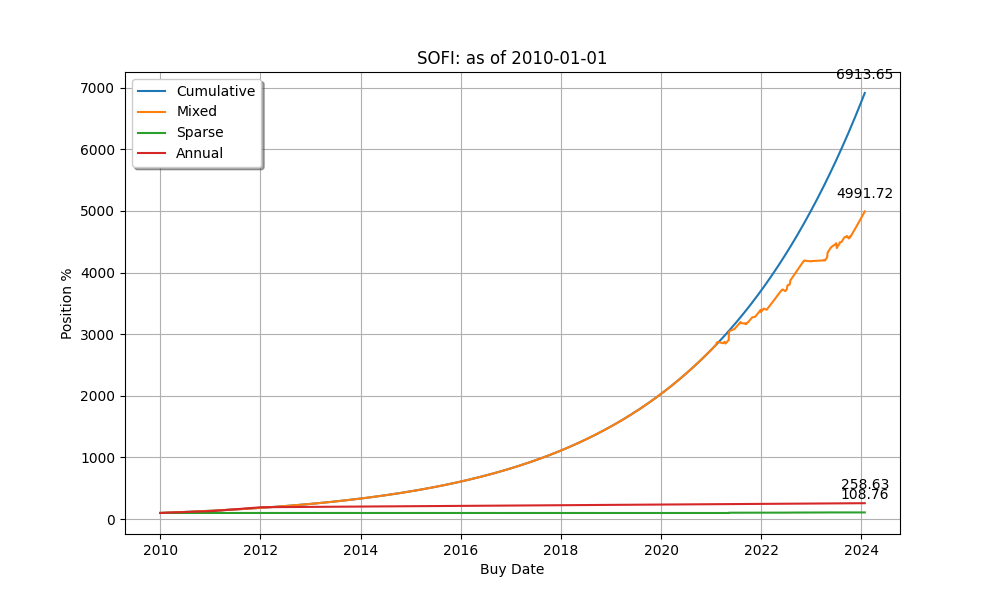 SOFI: as of 2010-01-01
Cumulative
Mixed
Sparse
Annual
6913.65
4991.72
258.63
108.76
Position %
7000
6000
5000
4000
3000
2000
1000
0
2010 2012 2014 2016 2018 2020 2022 2024
Buy Date